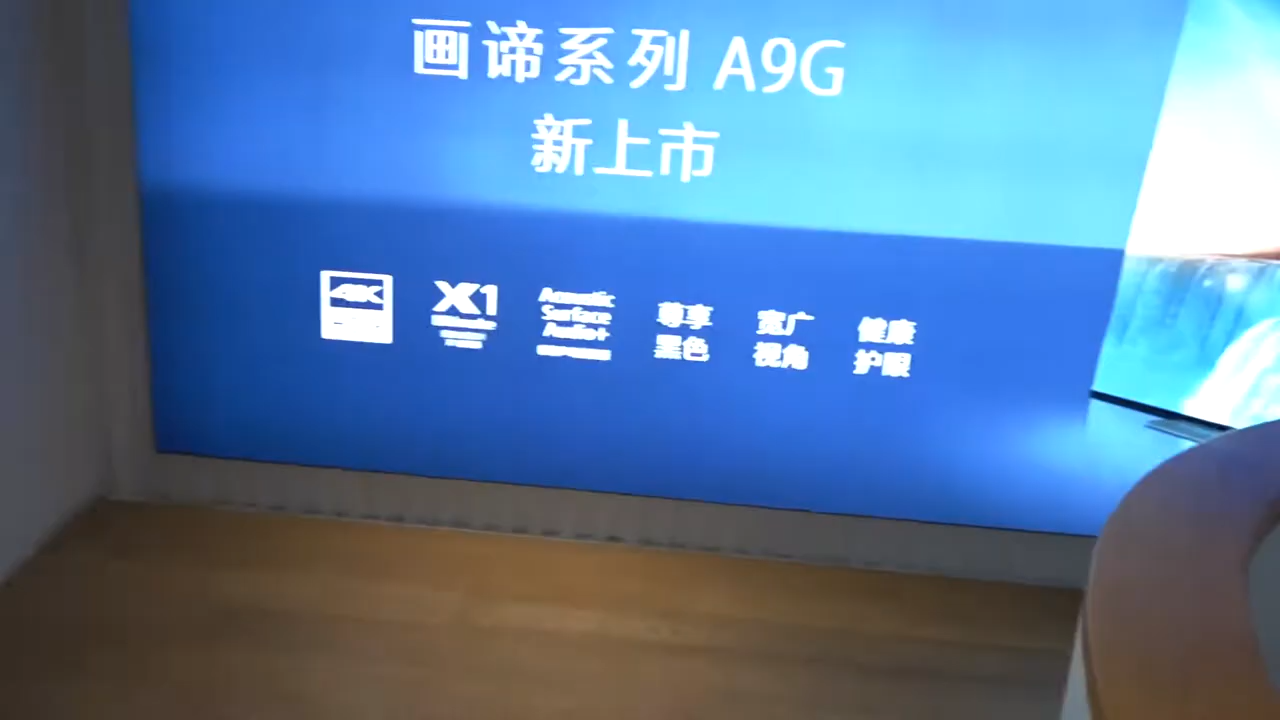 画谛系列 A9G
新上市
4K
X1
Acoustic
Surface
Audio+
尊享
黑色
宽广
视角
健康
护眼